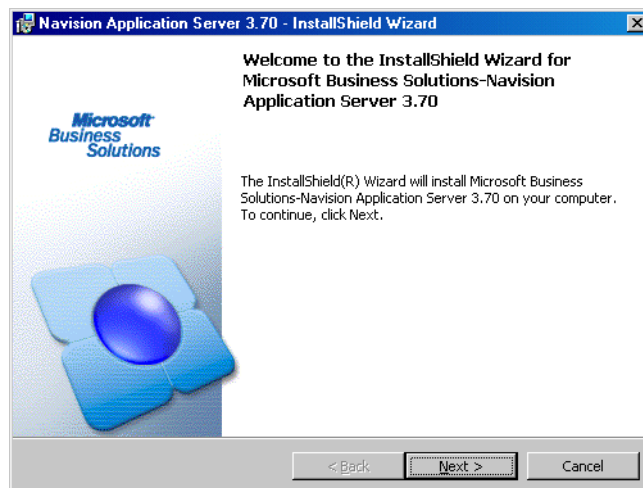 Navision Application Server 3.70 - InstallShield Wizard
Welcome to the InstallShield Wizard for
Microsoft Business Solutions-Navision
Application Server 3.70
Microsoft
Business
Solutions
The InstallShield(R) Wizard will install Microsoft Business
Solutions-Navision Application Server 3.70 on your computer.
To continue, click Next.
< Back
Next >
Cancel